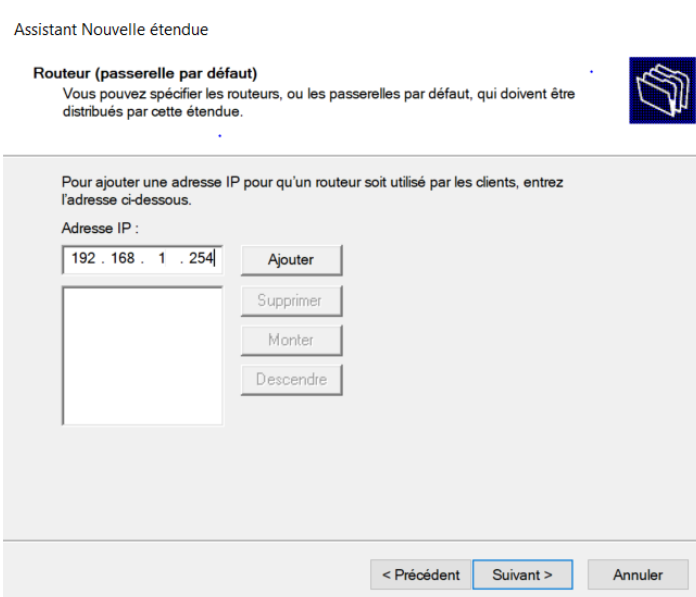 Assistant Nouvelle étendue
Routeur (passerelle par défaut)
Vous pouvez spécifier les routeurs, ou les passerelles par défaut, qui doivent être
distribués par cette étendue.
Pour ajouter une adresse IP pour qu'un routeur soit utilisé par les clients, entrez
l'adresse ci-dessous.
Adresse IP :
192 . 168 . 1 . 254
Ajouter
Supprimer
Monter
Descendre
< Précédent
Suivant >
Annuler